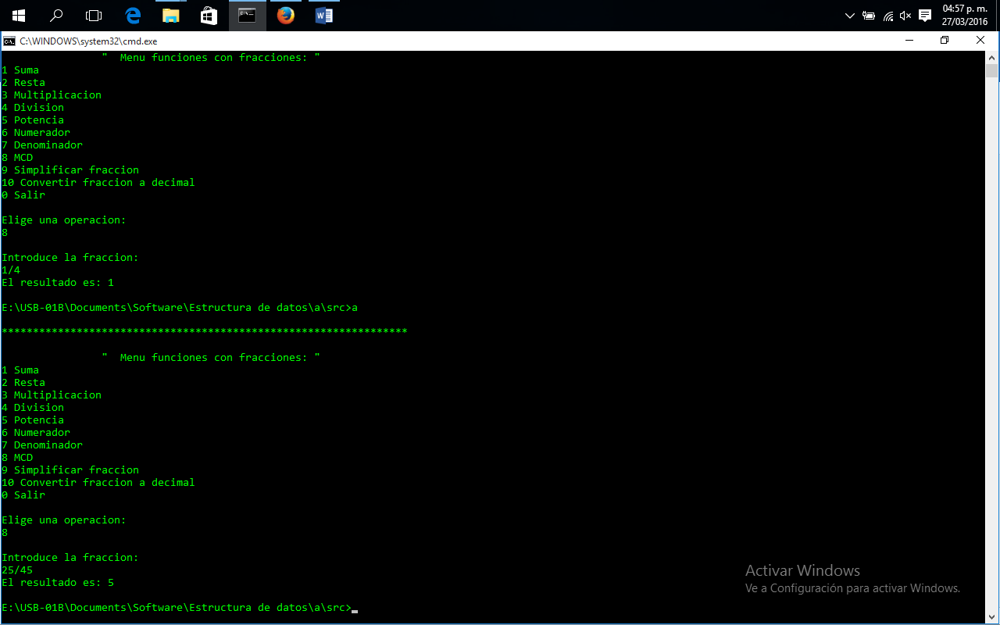 04:57 p. m.
27/03/2016
C:\WINDOWS\system32\cmd.exe
"  Menu funciones con fracciones: "
1 Suma
2 Resta
3 Multiplicacion
4 Division
5 Potencia
6 Numerador
7 Denominador
8 MCD
9 Simplificar fraccion
10 Convertir fraccion a decimal
0 Salir
Elige una operacion:
8
Introduce la fraccion:
1/4
El resultado es: 1
E:\USB-01B\Documents\Software\Estructura de datos\a\src>a
*****************************************************************
"  Menu funciones con fracciones: "
1 Suma
2 Resta
3 Multiplicacion
4 Division
5 Potencia
6 Numerador
7 Denominador
8 MCD
9 Simplificar fraccion
10 Convertir fraccion a decimal
0 Salir
Elige una operacion:
8
Introduce la fraccion:
25/45
El resultado es: 5
E:\USB-01B\Documents\Software\Estructura de datos\a\src>
Activar Windows
Ve a Configuración para activar Windows.